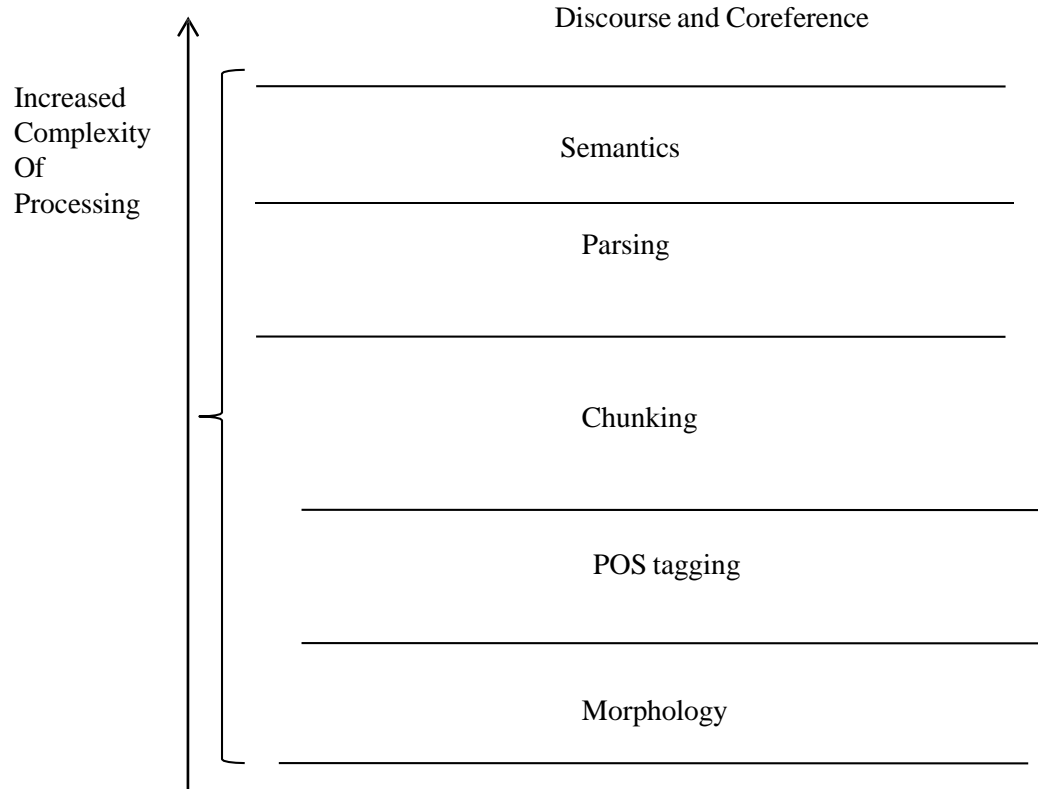 Discourse and Coreference
Increased
Complexity
Of
Processing
Semantics
Parsing
Chunking
POS tagging
Morphology